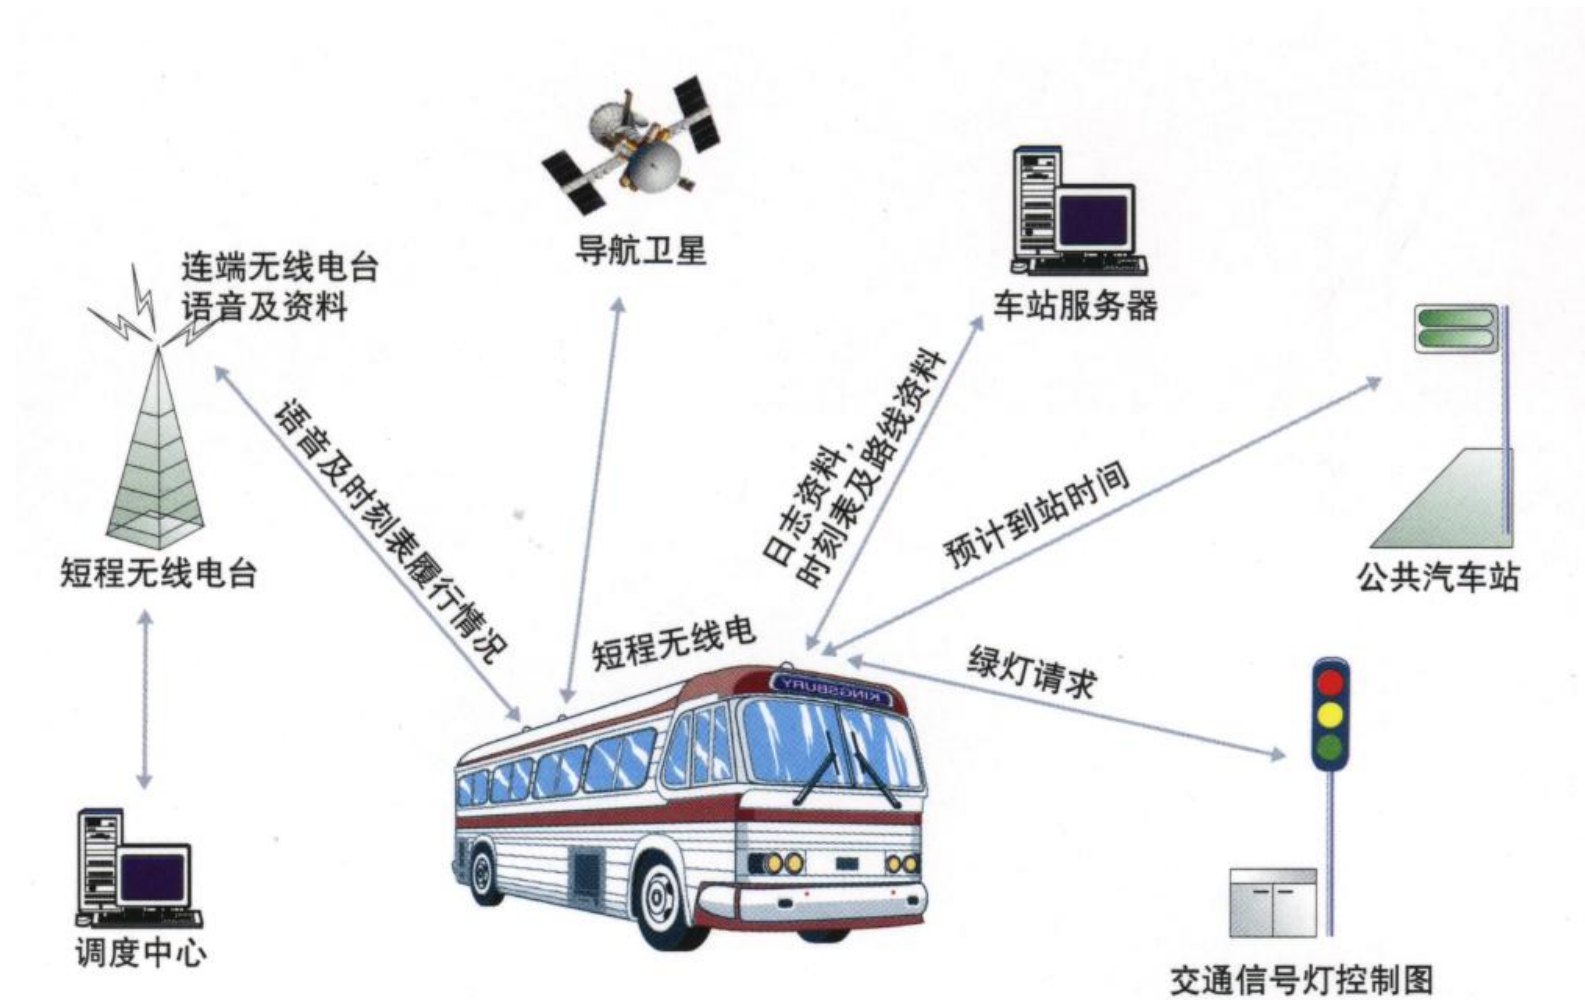 导航卫星
车站服务器
连端无线电台
语音及资料
短程无线电台
语音及时刻表履行情况
日志资料，
时刻表及路线资料
预计到站时间
公共汽车站
短程无线电
绿灯请求
KINGSBURY
调度中心
交通信号灯控制图